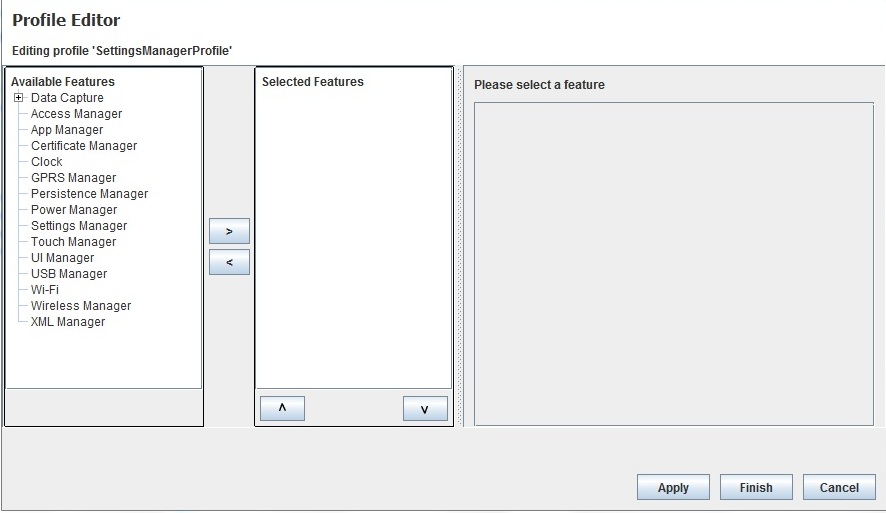 Profile Editor
Editing profile 'SettingsManagerProfile'
Available Features
Data Capture
Access Manager
App Manager
Certificate Manager
Clock
GPRS Manager
Persistence Manager
Power Manager
Settings Manager
Touch Manager
UI Manager
USB Manager
Wi-Fi
Wireless Manager
XML Manager
>
<
Selected Features
^
v
Please select a feature
Apply
Finish
Cancel